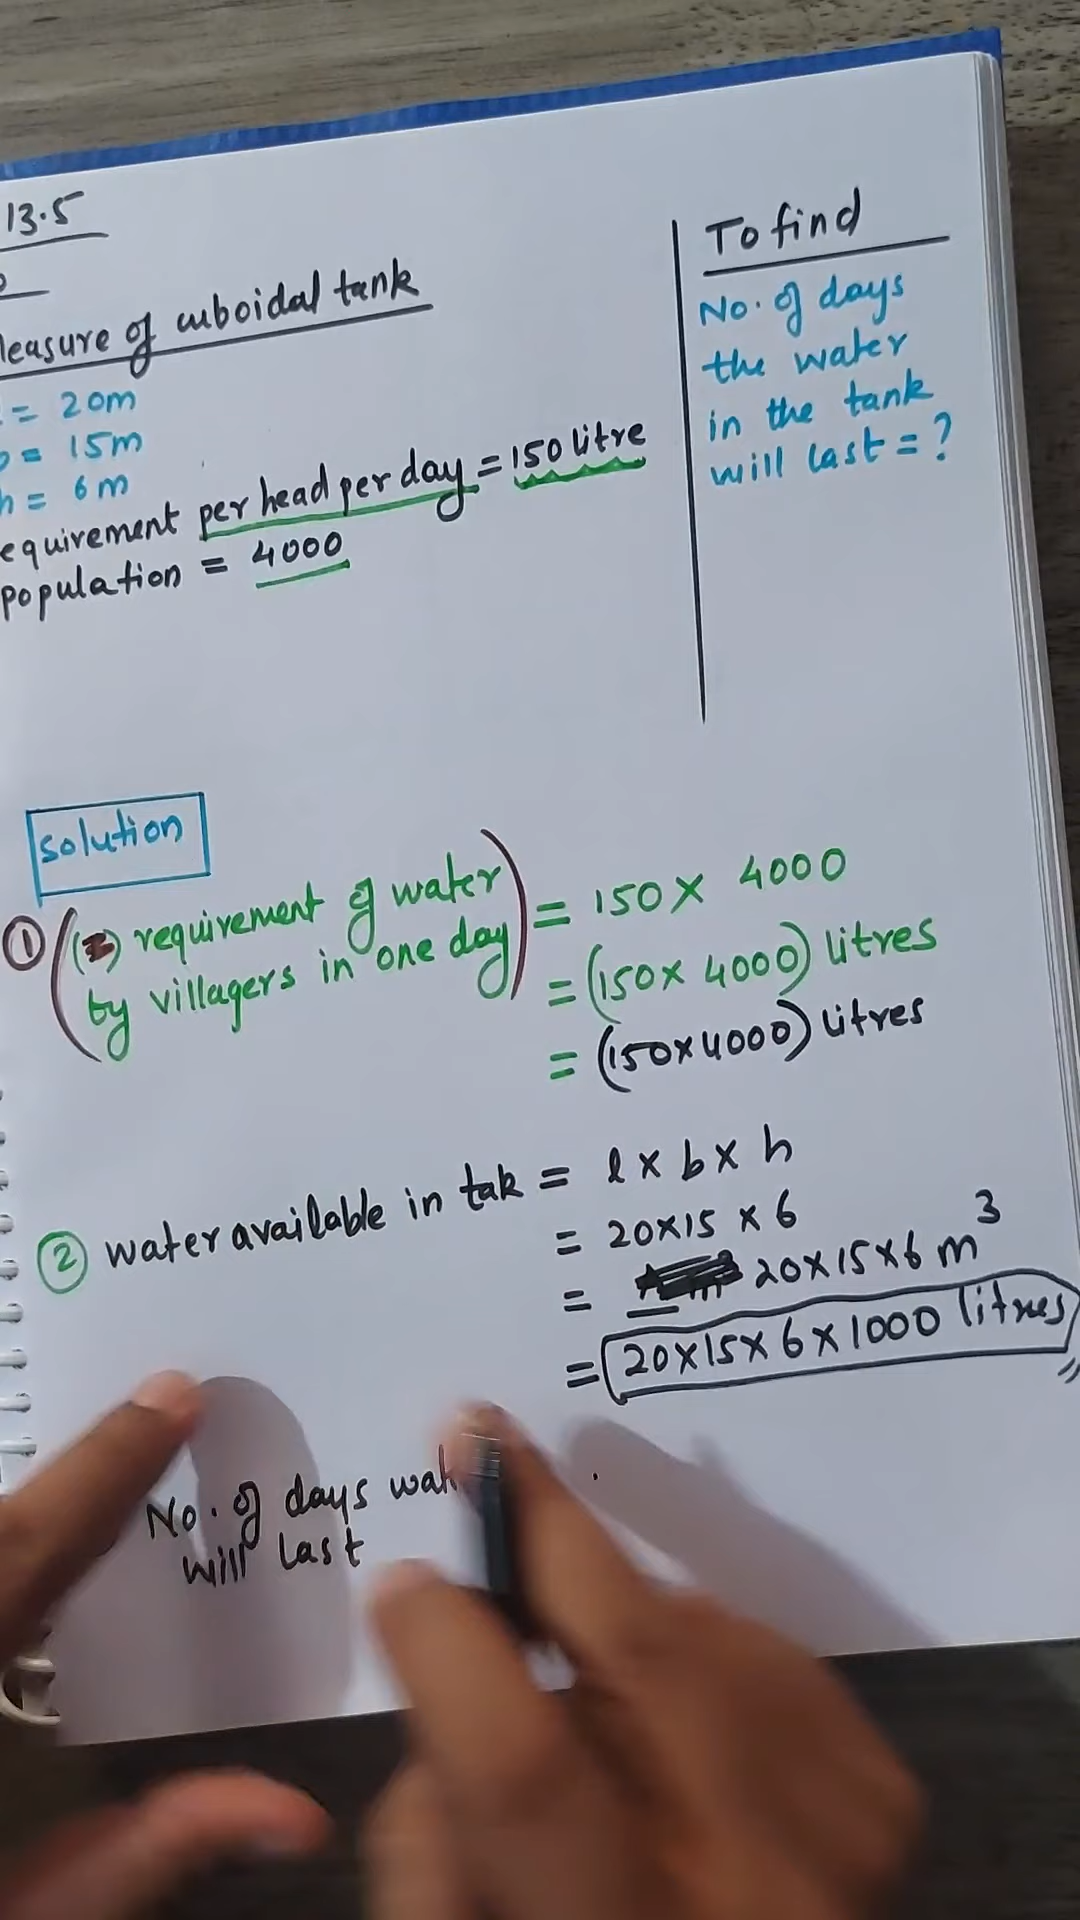 13.5
To find
leasure of cuboidal tank
= 20m
b = 15m
h = 6m
No. of days
the water
in the tank
will last = ?
equirement per head per day = 150 litre
population = 4000
solution
① requirement of water by villagers in one day = 150 × 4000
= (150 × 4000) litres
= (150×4000) litres
② water available in tak = l × b × h
= 20×15 × 6
= 20×15×6 m³
= 20×15×6×1000 litres
No. of days wat
will last